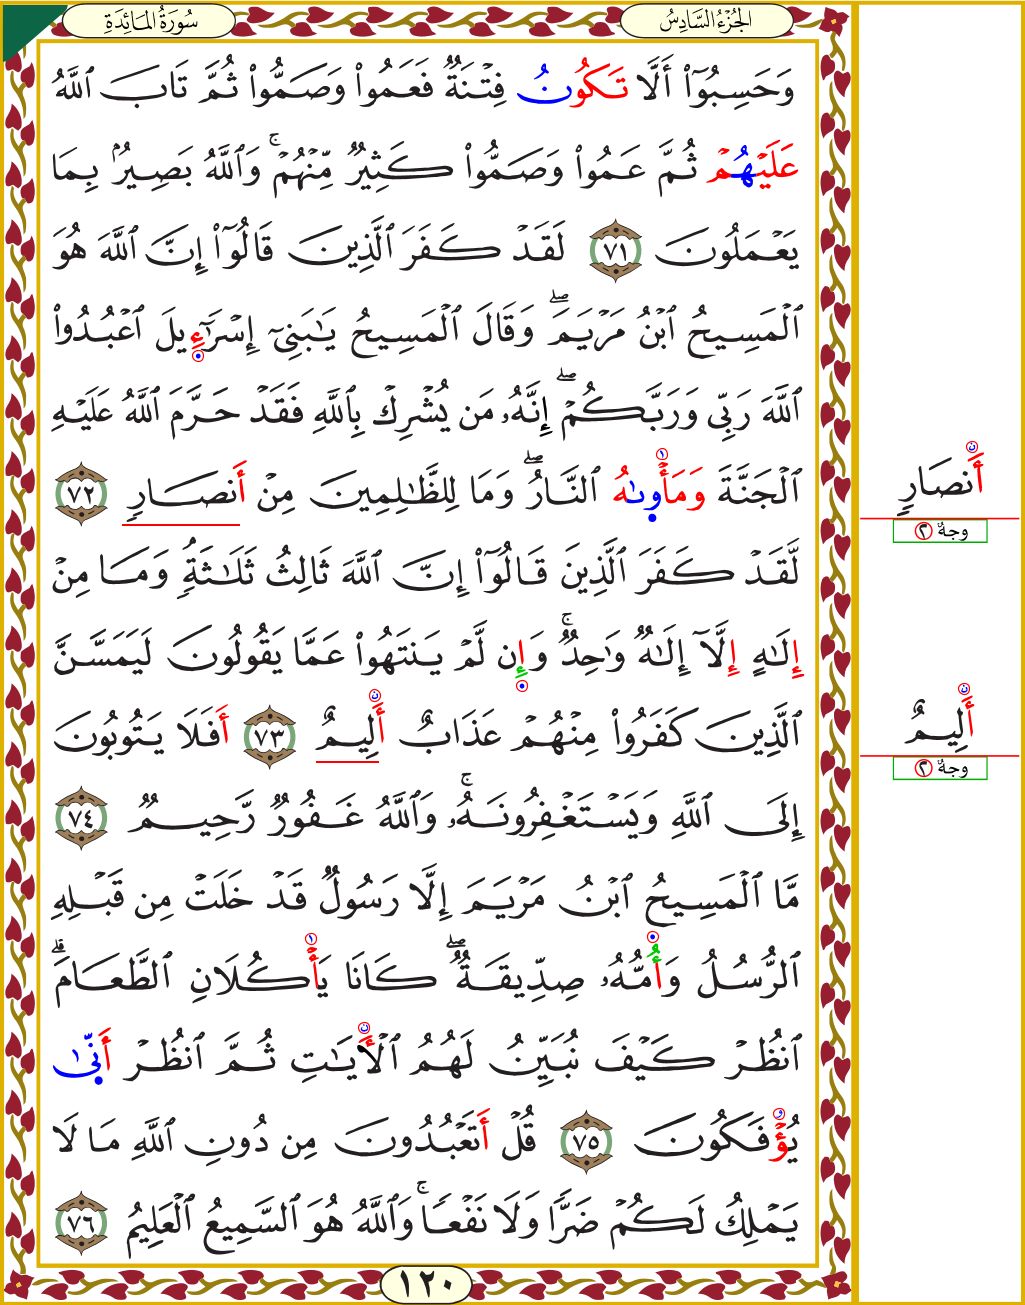 الجُزْءُ السَّادِسُ
سُورَةُ المَائِدَةِ
وَحَسِبُوٓا۟ أَلَّا تَكُونُ فِتْنَةٌ فَعَمُوا۟ وَصَمُّوا۟ ثُمَّ تَابَ ٱللَّهُ
عَلَيْهُمْ ثُمَّ عَمُوا۟ وَصَمُّوا۟ كَثِيرٌ مِّنْهُمْ ۚ وَٱللَّهُ بَصِيرٌۢ بِمَا
يَعْمَلُونَ ٧١ لَقَدْ كَفَرَ ٱلَّذِينَ قَالُوٓا۟ إِنَّ ٱللَّهَ هُوَ
ٱلْمَسِيحُ ٱبْنُ مَرْيَمَ ۖ وَقَالَ ٱلْمَسِيحُ يَٰبَنِىٓ إِسْرَٰٓءِيلَ ٱعْبُدُوا۟
ٱللَّهَ رَبِّى وَرَبَّكُمْ ۖ إِنَّهُۥ مَن يُشْرِكْ بِٱللَّهِ فَقَدْ حَرَّمَ ٱللَّهُ عَلَيْهِ
ٱلْجَنَّةَ وَمَأْوىٰهُ ٱلنَّارُ ۖ وَمَا لِلظَّٰلِمِينَ مِنْ أَنصَارٍ ٧٢
لَّقَدْ كَفَرَ ٱلَّذِينَ قَالُوٓا۟ إِنَّ ٱللَّهَ ثَالِثُ ثَلَٰثَةٍ ۘ وَمَا مِنْ
إِلَٰهٍ إِلَّآ إِلَٰهٌ وَٰحِدٌ ۚ وَإِن لَّمْ يَنتَهُوا۟ عَمَّا يَقُولُونَ لَيَمَسَّنَّ
ٱلَّذِينَ كَفَرُوا۟ مِنْهُمْ عَذَابٌ أَلِيمٌ ٧٣ أَفَلَا يَتُوبُونَ
إِلَى ٱللَّهِ وَيَسْتَغْفِرُونَهُۥ ۚ وَٱللَّهُ غَفُورٌ رَّحِيمٌ ٧٤
مَّا ٱلْمَسِيحُ ٱبْنُ مَرْيَمَ إِلَّا رَسُولٌ قَدْ خَلَتْ مِن قَبْلِهِ
ٱلرُّسُلُ وَأُمُّهُۥ صِدِّيقَةٌ ۖ كَانَا يَأْكُلَانِ ٱلطَّعَامَ ۗ
ٱنظُرْ كَيْفَ نُبَيِّنُ لَهُمُ ٱلْأَيَٰتِ ثُمَّ ٱنظُرْ أَنّىٰ
يُؤْفَكُونَ ٧٥ قُلْ أَتَعْبُدُونَ مِن دُونِ ٱللَّهِ مَا لَا
يَمْلِكُ لَكُمْ ضَرًّا وَلَا نَفْعًا ۚ وَٱللَّهُ هُوَ ٱلسَّمِيعُ ٱلْعَلِيمُ ٧٦
١٢٠
أَنصَارٍ
وجهٌ ٢
أَلِيمٌ
وجهٌ ٢